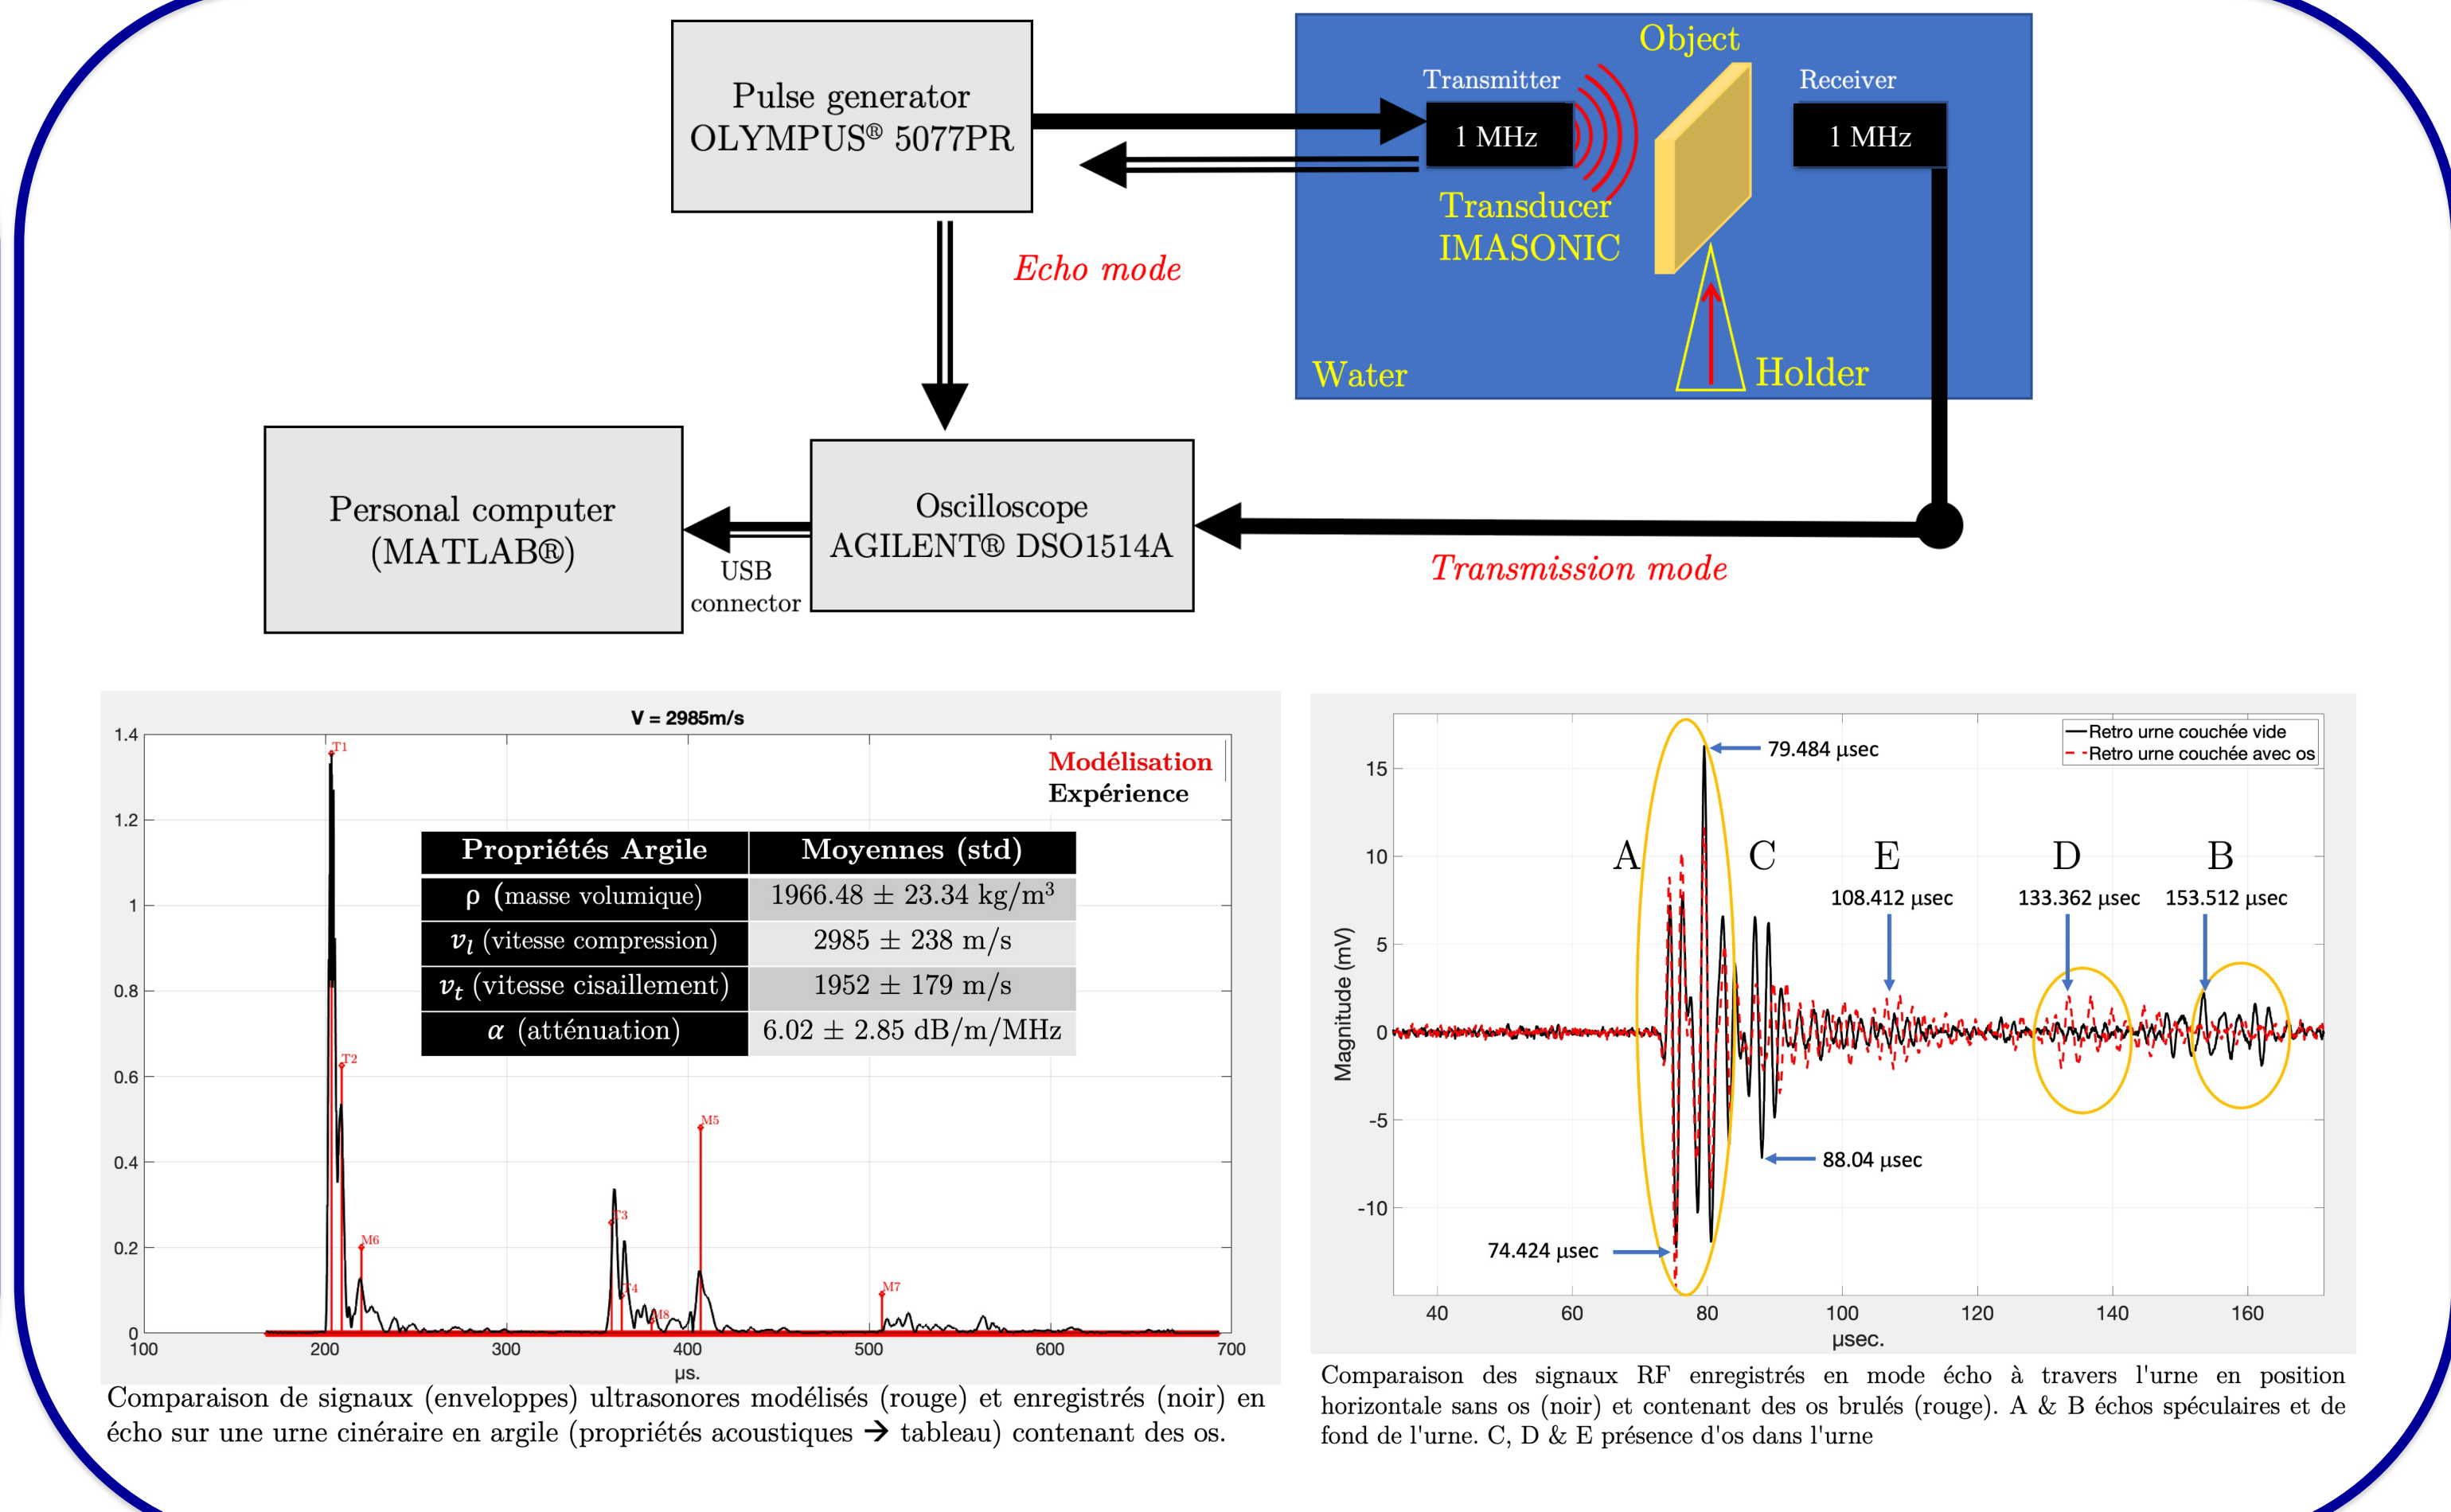 Pulse generator
OLYMPUS® 5077PR
Object
Transmitter
Receiver
1 MHz
1 MHz
Transducer
IMASONIC
Water
Holder
Echo mode
Personal computer
(MATLAB®)
USB
connector
Oscilloscope
AGILENT® DSO1514A
Transmission mode
V = 2985m/s
Modélisation
Expérience
Propriétés Argile Moyennes (std)
ρ (masse volumique) 1966.48 ± 23.34 kg/m³
v_l (vitesse compression) 2985 ± 238 m/s
v_t (vitesse cisaillement) 1952 ± 179 m/s
α (atténuation) 6.02 ± 2.85 dB/m/MHz
T1
T2
M6
T3
T4
M8
M5
M7
1.4
1.2
1
0.8
0.6
0.4
0.2
0
100 200 300 400 500 600 700
µs.
Comparaison de signaux (enveloppes) ultrasonores modélisés (rouge) et enregistrés (noir) en
écho sur une urne cinéraire en argile (propriétés acoustiques → tableau) contenant des os.
Retro urne couchée vide
Retro urne couchée avec os
79.484 µsec
A C E D B
108.412 µsec 133.362 µsec 153.512 µsec
88.04 µsec
74.424 µsec
Magnitude (mV)
15
10
5
0
-5
-10
40 60 80 100 120 140 160
µsec.
Comparaison des signaux RF enregistrés en mode écho à travers l'urne en position
horizontale sans os (noir) et contenant des os brulés (rouge). A & B échos spéculaires et de
fond de l'urne. C, D & E présence d'os dans l'urne